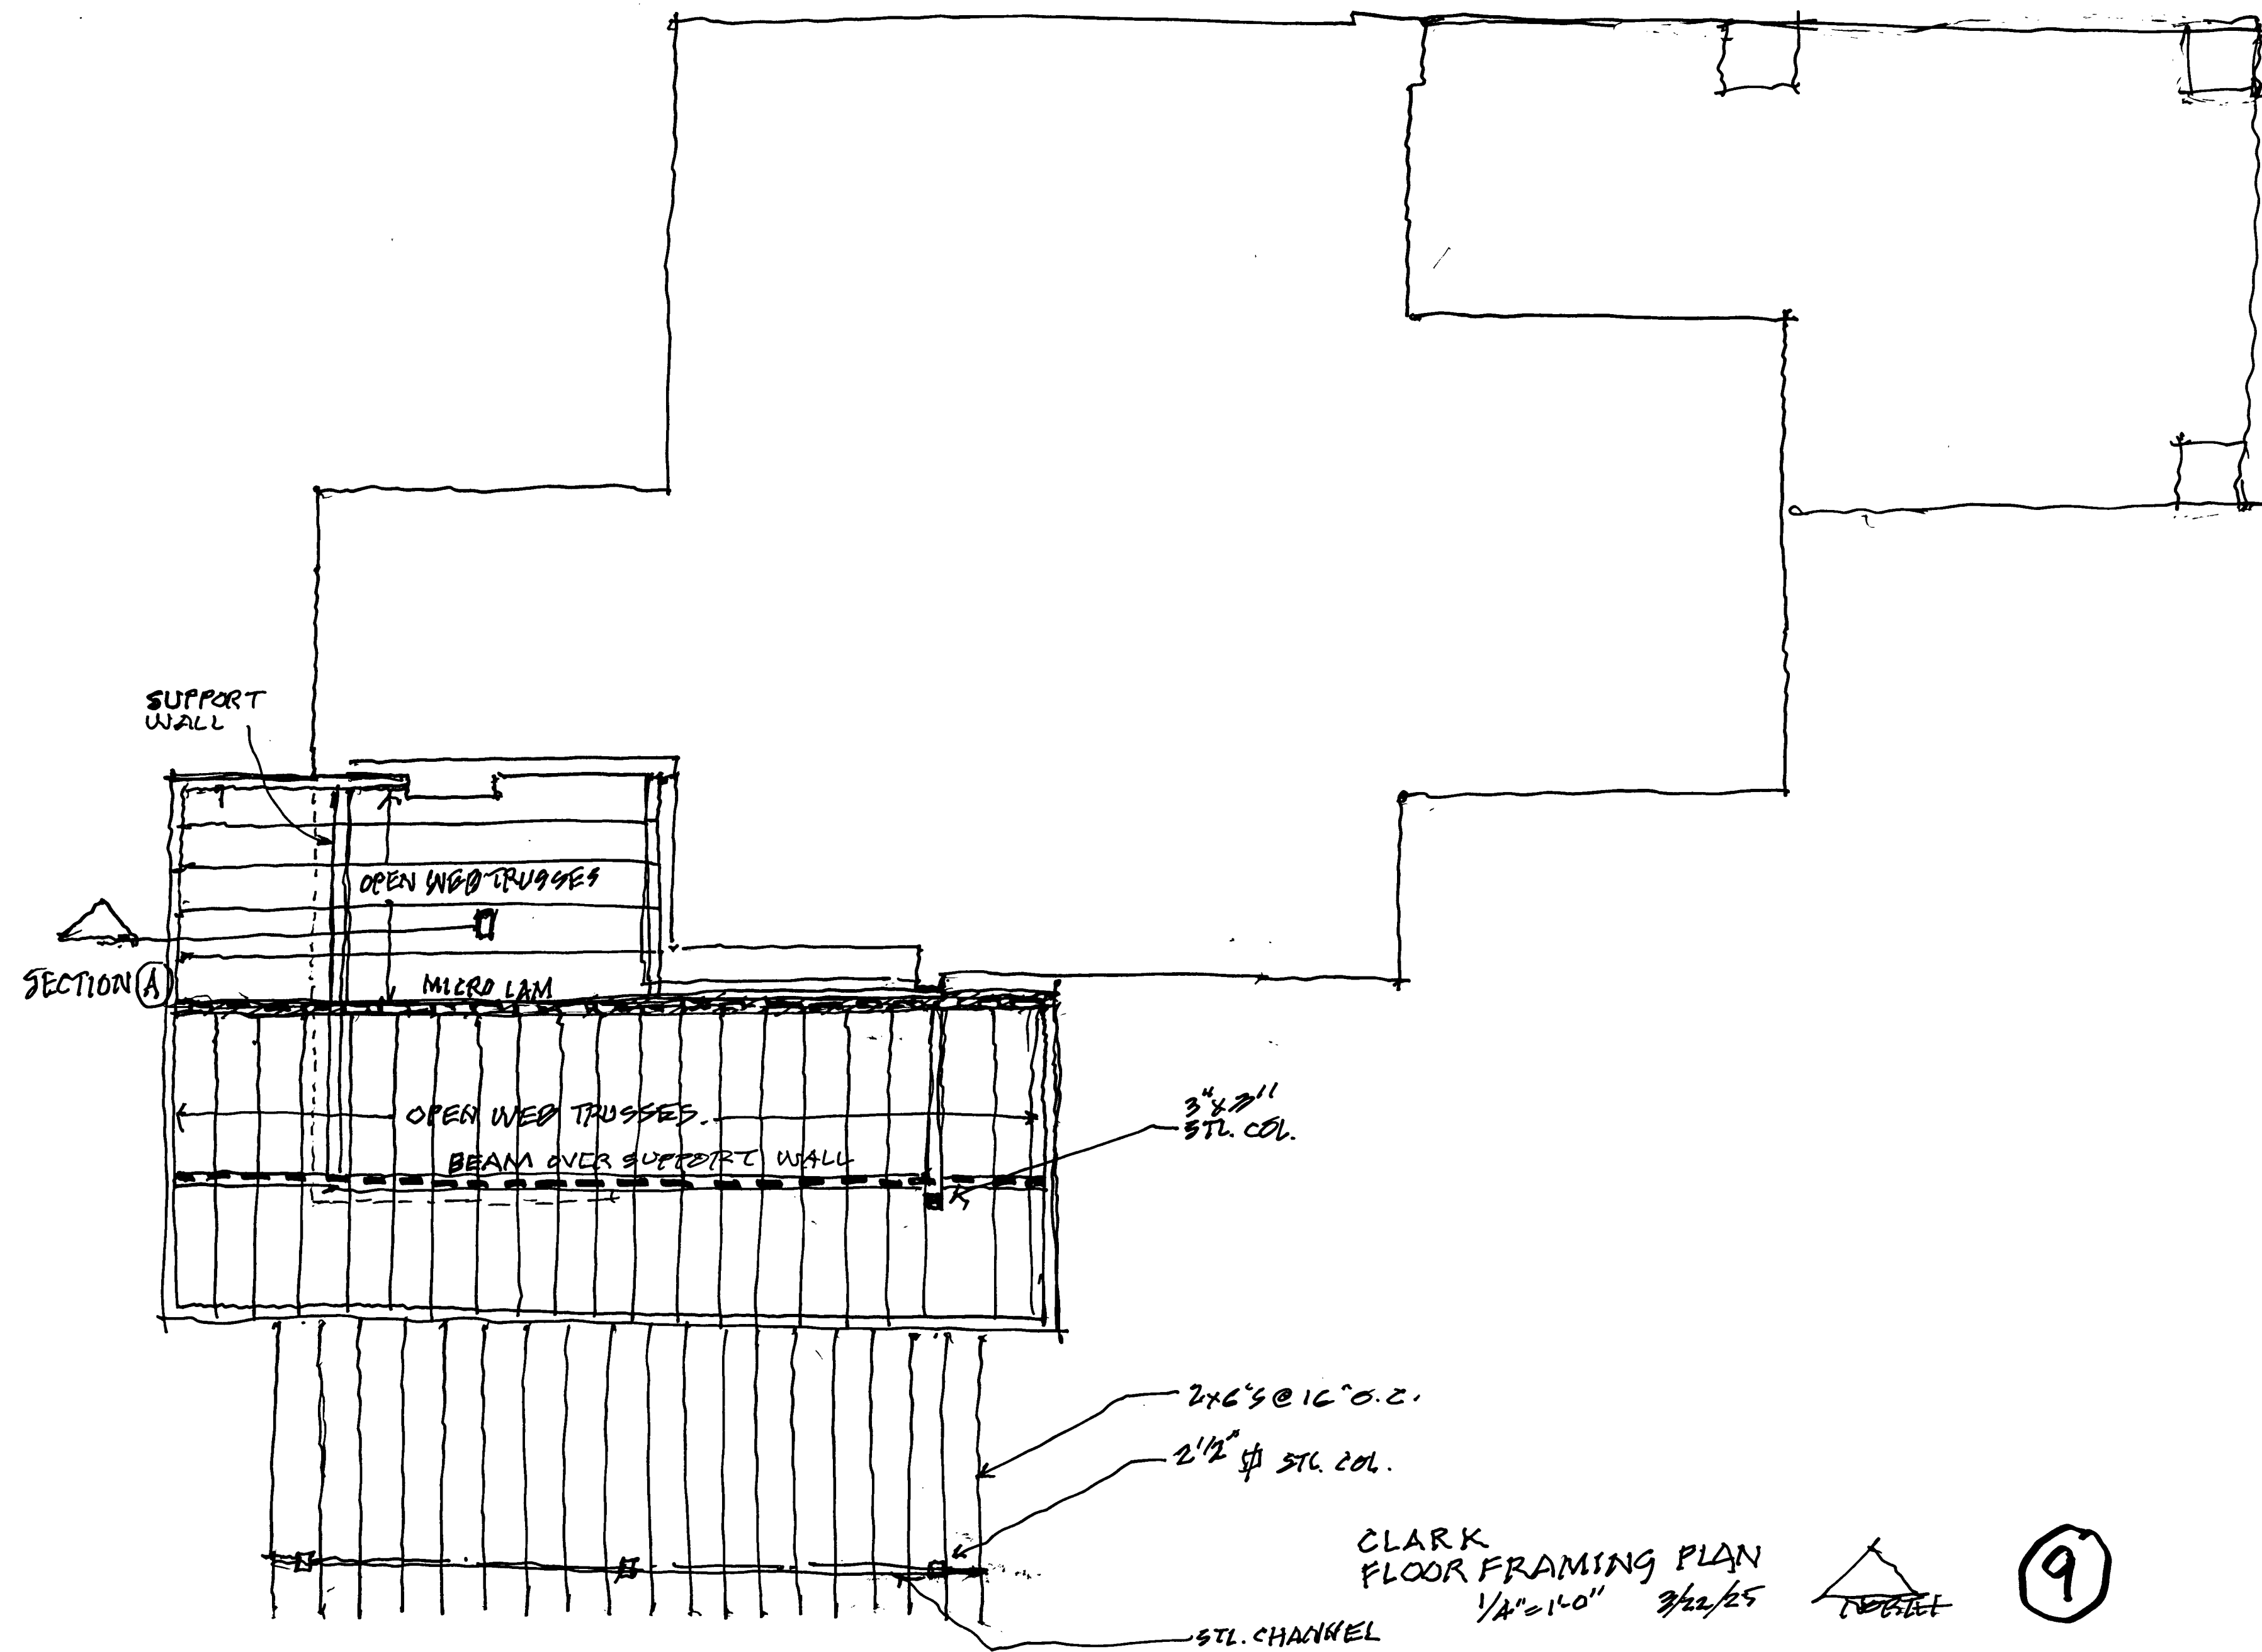 SUPPORT
WALL
OPEN WEB TRUSSES
SECTION A
MICRO LAM
OPEN WEB TRUSSES.
3"x3"
STL. COL.
BEAM OVER SUPPORT WALL
2x6'S @ 16" O.C.
2 1/2" ⌀ STL. COL.
CLARK
FLOOR FRAMING PLAN
1/4"=1'-0" 3/22/25
NORTH
9
STL. CHANNEL